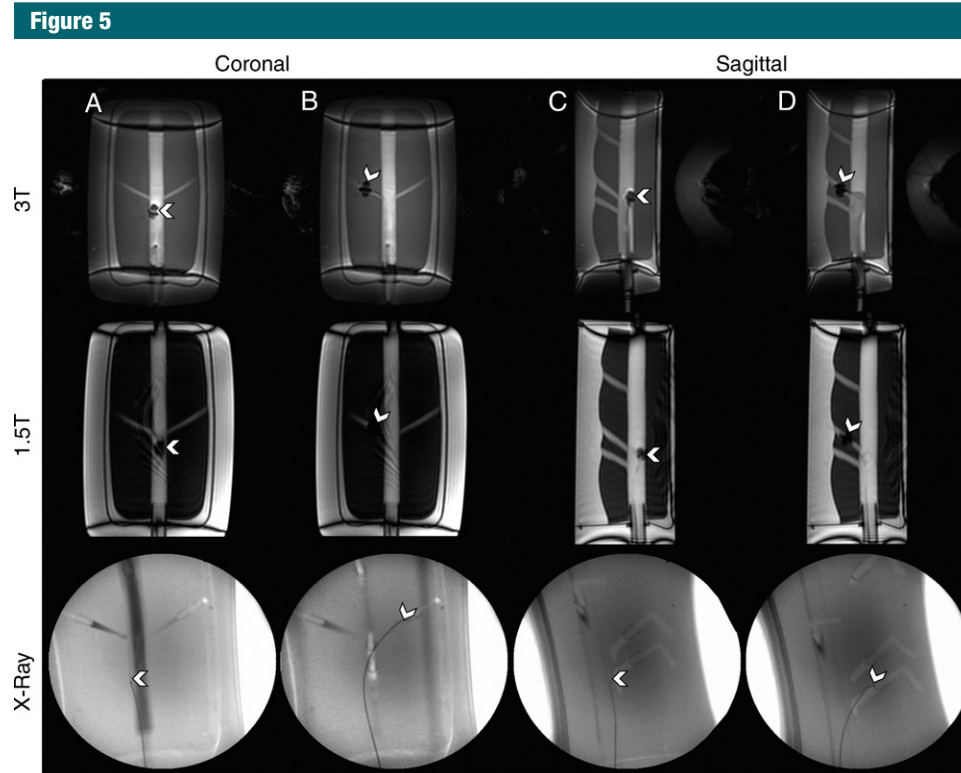 Figure 5
Coronal
Sagittal
A
B
C
D
3T
1.5T
X-Ray